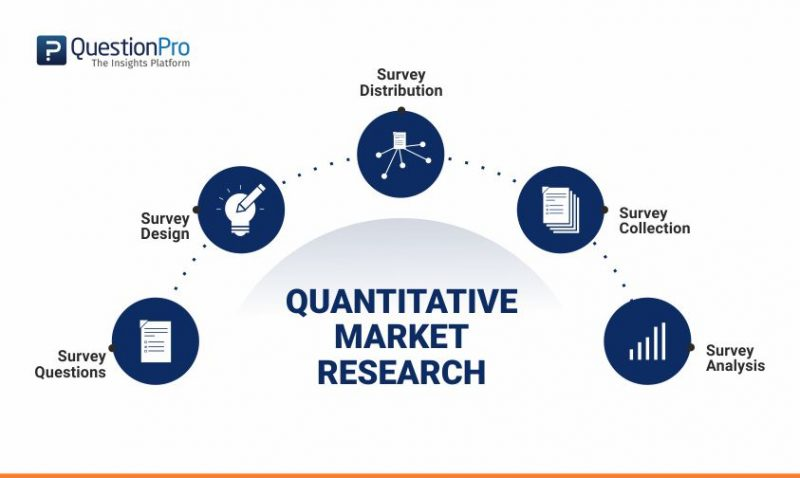 QuestionPro
The Insights Platform
Survey
Distribution
Survey
Design
Survey
Collection
QUANTITATIVE
MARKET
RESEARCH
Survey
Questions
Survey
Analysis